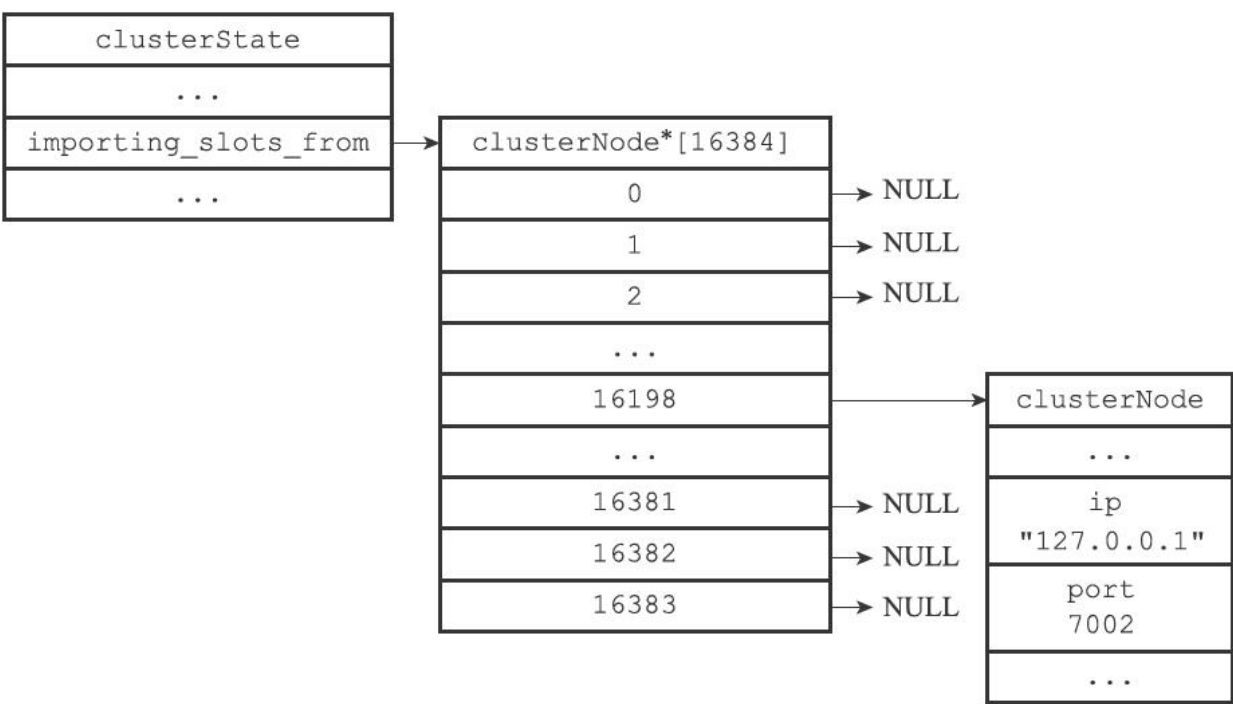 clusterState
...
importing_slots_from
...
clusterNode*[16384]
0
NULL
1
NULL
2
NULL
...
16198
...
16381
NULL
16382
NULL
16383
NULL
clusterNode
...
ip
"127.0.0.1"
port
7002
...